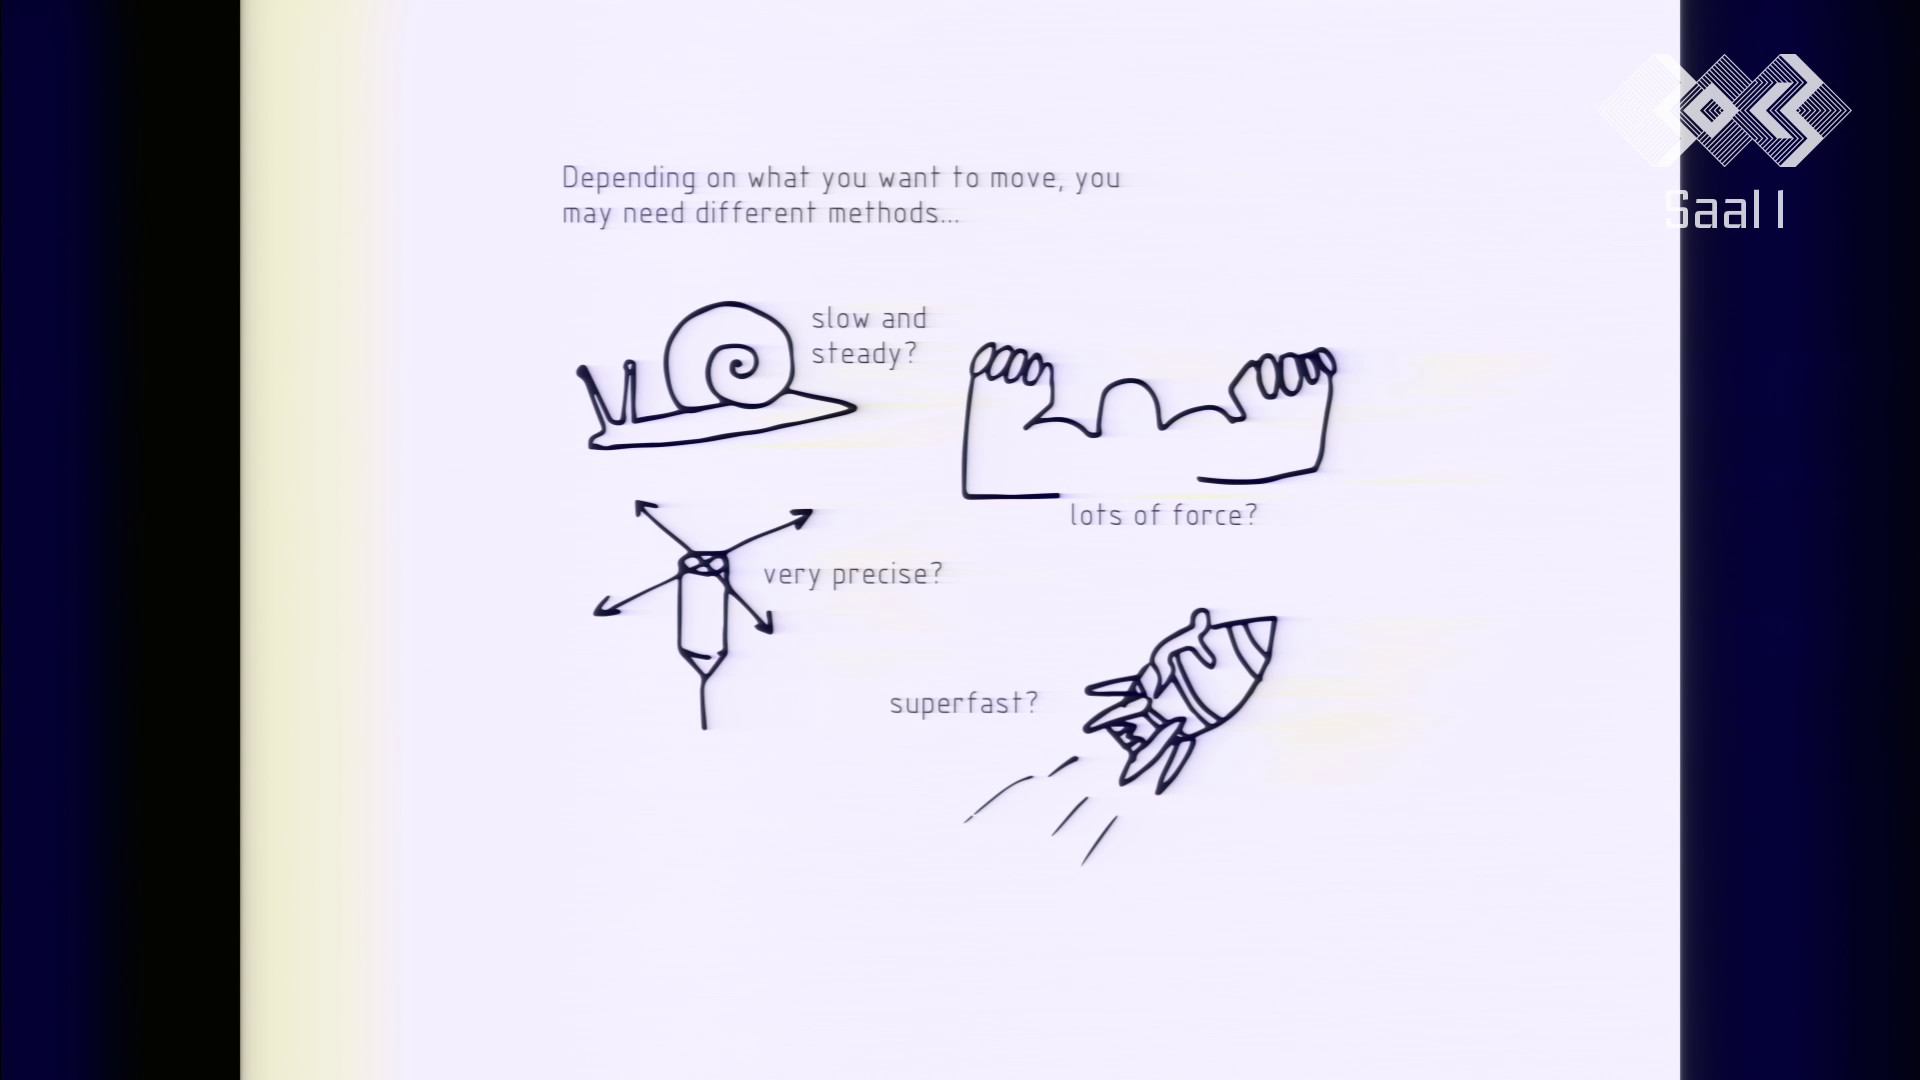 Depending on what you want to move, you
may need different methods...
slow and
steady?
lots of force?
very precise?
superfast?
Saal 1